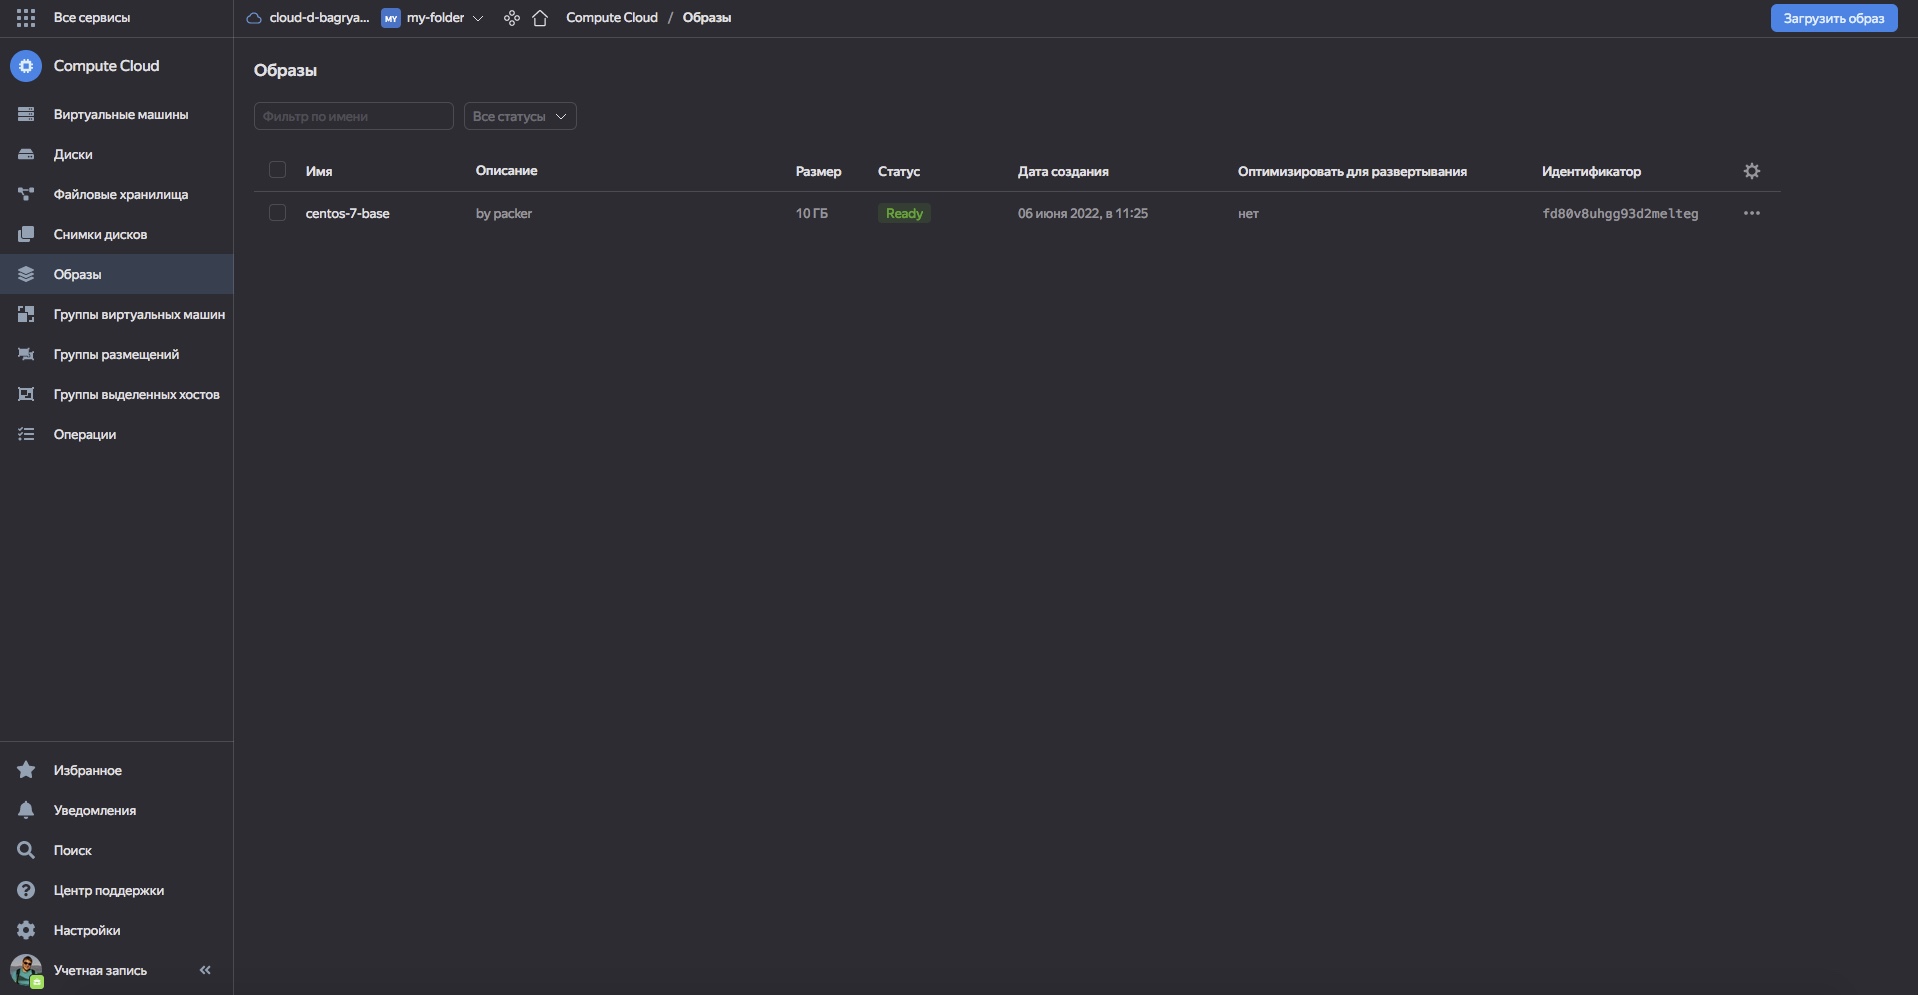 Все сервисы
cloud-d-bagrya... MY my-folder Compute Cloud / Образы
Загрузить образ
Compute Cloud
Виртуальные машины
Диски
Файловые хранилища
Снимки дисков
Образы
Группы виртуальных машин
Группы размещений
Группы выделенных хостов
Операции
Избранное
Уведомления
Поиск
Центр поддержки
Настройки
Учетная запись
Образы
Фильтр по имени Все статусы
Имя Описание Размер Статус Дата создания Оптимизировать для развертывания Идентификатор
centos-7-base by packer 10 ГБ Ready 06 июня 2022, в 11:25 нет fd80v8uhgg93d2melteg